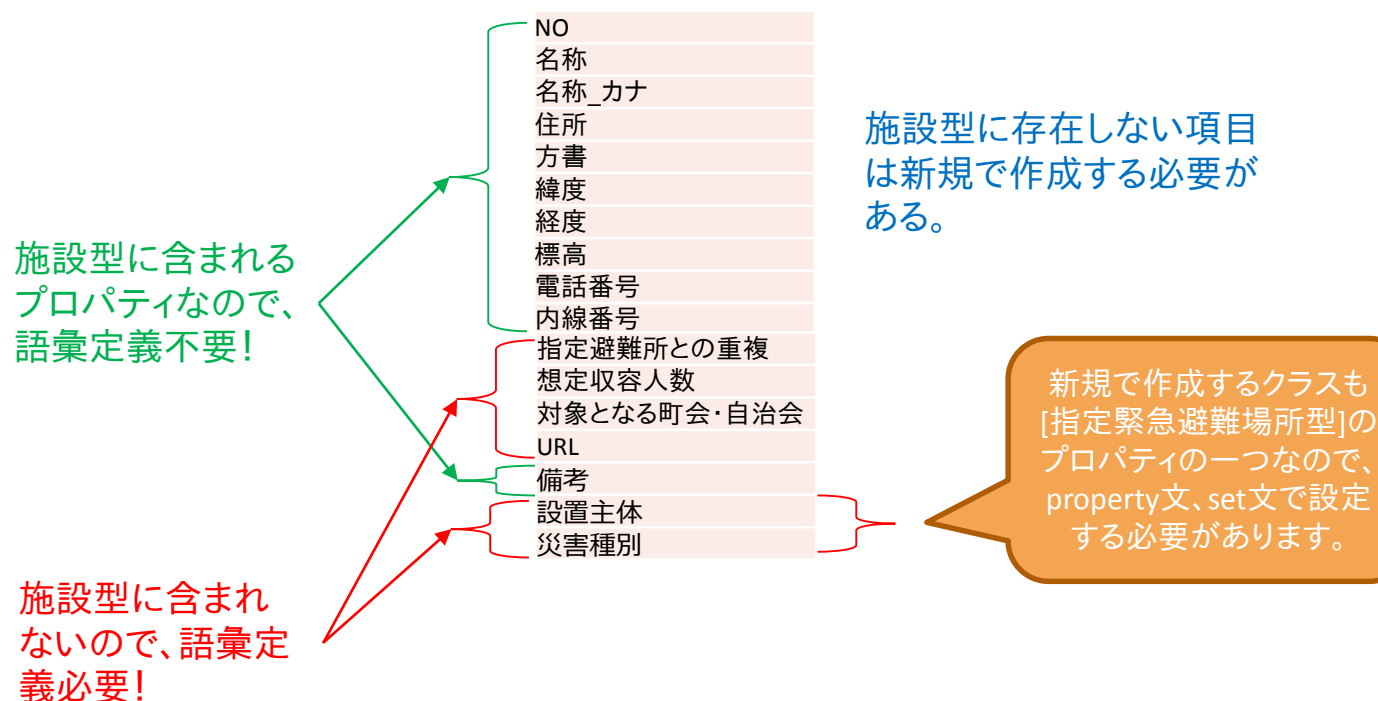 NO
名称
名称_カナ
住所
方書
緯度
経度
標高
電話番号
内線番号
指定避難所との重複
想定収容人数
対象となる町会・自治会
URL
備考
設置主体
災害種別
施設型に含まれる
プロパティなので、
語彙定義不要!
施設型に含まれ
ないので、語彙定
義必要!
施設型に存在しない項目
は新規で作成する必要が
ある。
新規で作成するクラスも
[指定緊急避難場所型]の
プロパティの一つなので、
property文、set文で設定
する必要があります。